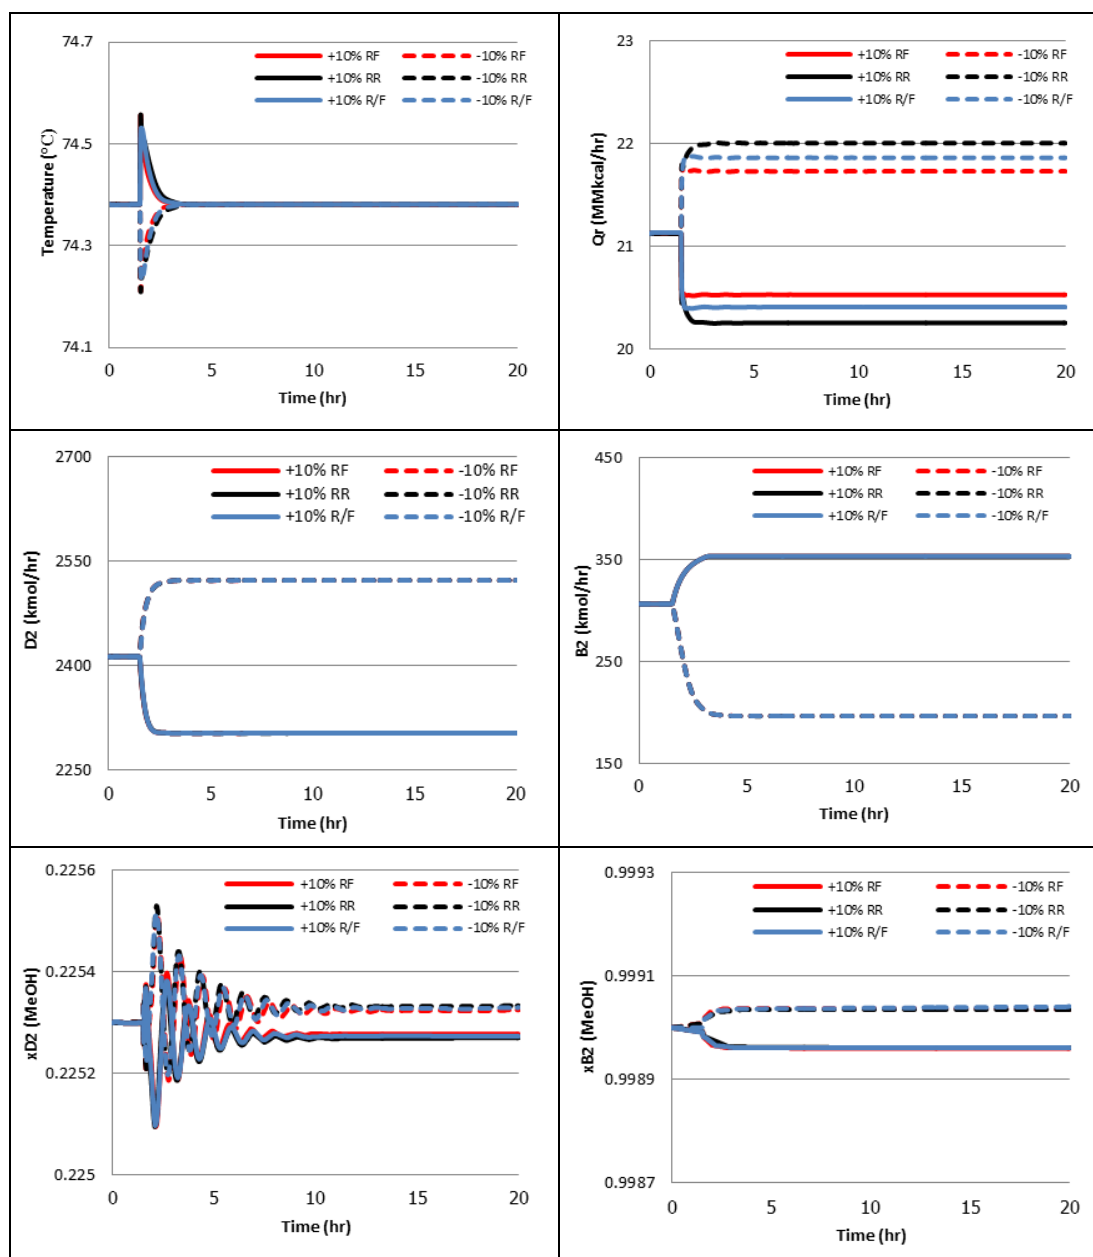 74.7
74.5
74.3
74.1
Temperature (°C)
+10% RF
-10% RF
+10% RR
-10% RR
+10% R/F
-10% R/F
0 5 10 15 20
Time (hr)
23
22
21
20
Qr (MMkcal/hr)
+10% RF
-10% RF
+10% RR
-10% RR
+10% R/F
-10% R/F
0 5 10 15 20
Time (hr)
2700
2550
2400
2250
D2 (kmol/hr)
+10% RF
-10% RF
+10% RR
-10% RR
+10% R/F
-10% R/F
0 5 10 15 20
Time (hr)
450
350
250
150
B2 (kmol/hr)
+10% RF
-10% RF
+10% RR
-10% RR
+10% R/F
-10% R/F
0 5 10 15 20
Time (hr)
0.2256
0.2254
0.2252
0.225
xD2 (MeOH)
+10% RF
-10% RF
+10% RR
-10% RR
+10% R/F
-10% R/F
0 5 10 15 20
Time (hr)
0.9993
0.9991
0.9989
0.9987
xB2 (MeOH)
+10% RF
-10% RF
+10% RR
-10% RR
+10% R/F
-10% R/F
0 5 10 15 20
Time (hr)